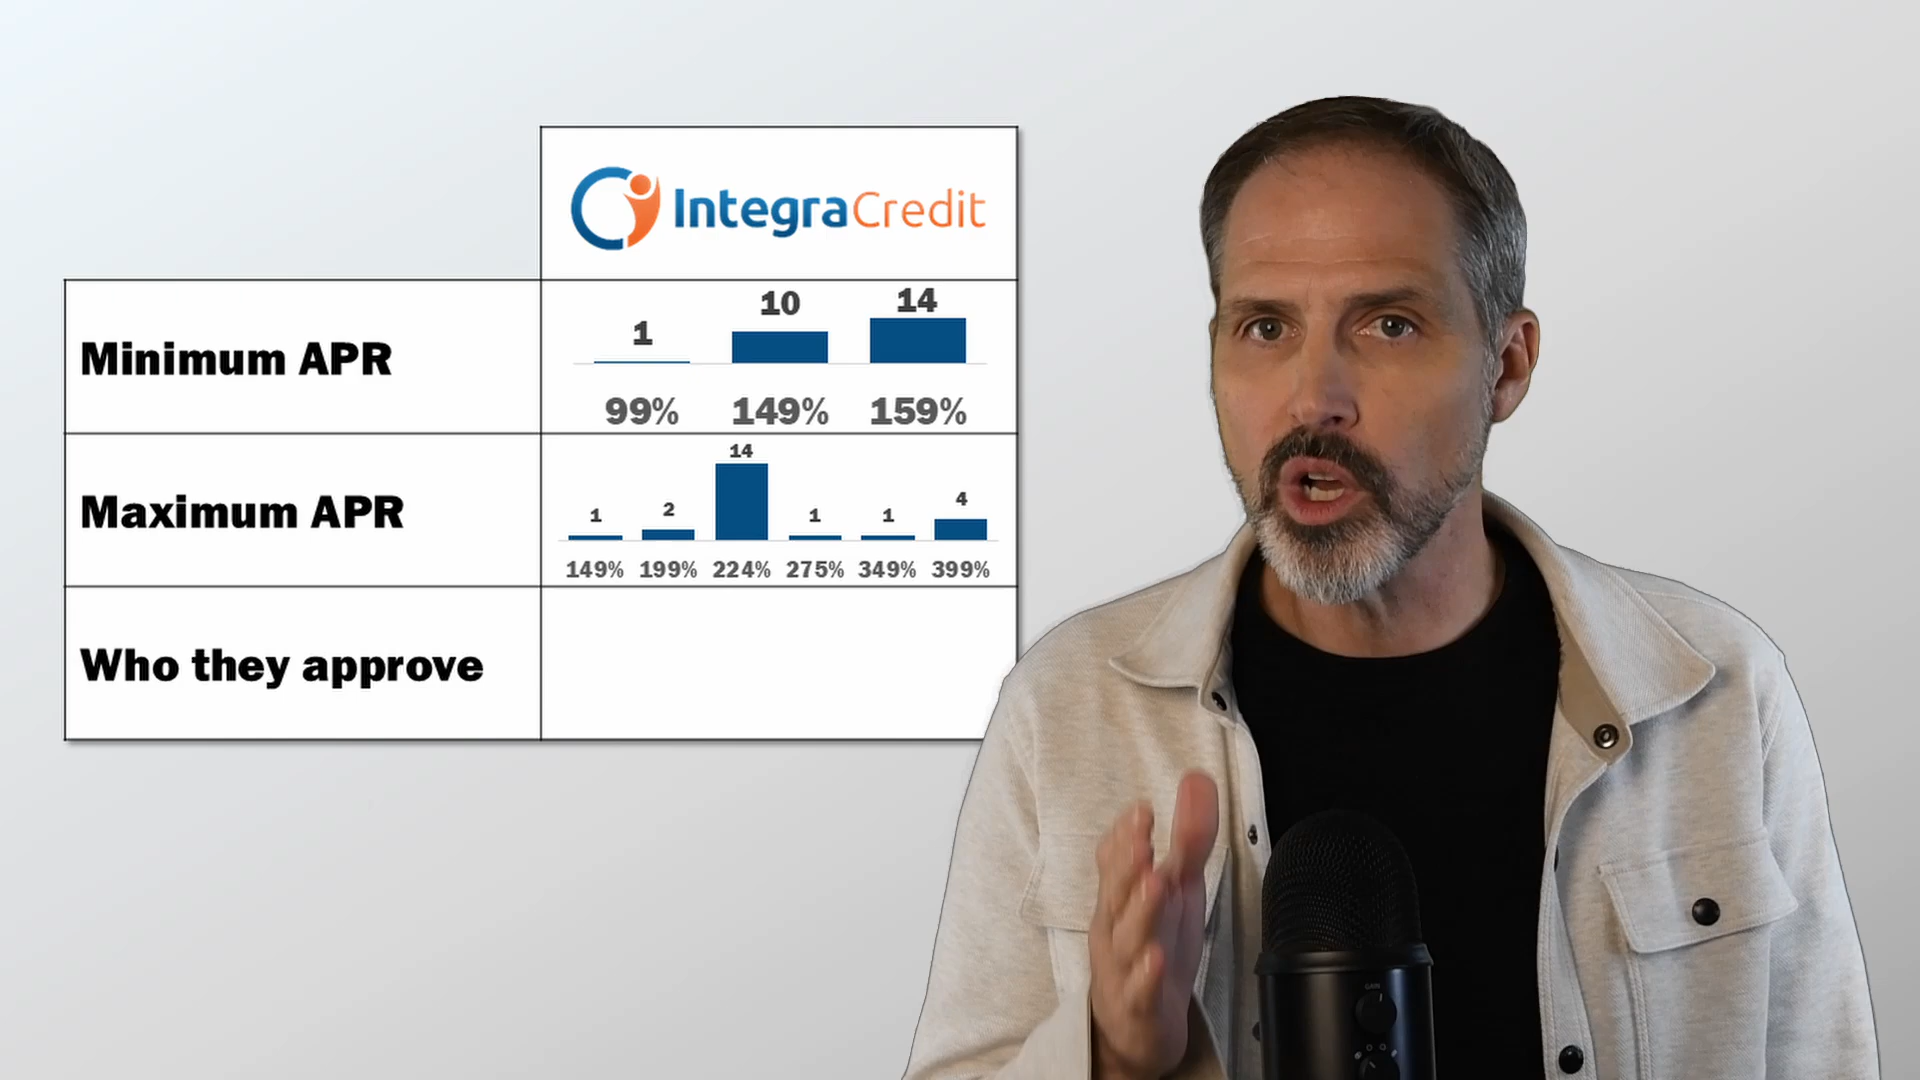 IntegraCredit
1 10 14
Minimum APR
99% 149% 159%
14
1 2 1 1 4
Maximum APR
149% 199% 224% 275% 349% 399%
Who they approve
GAIN